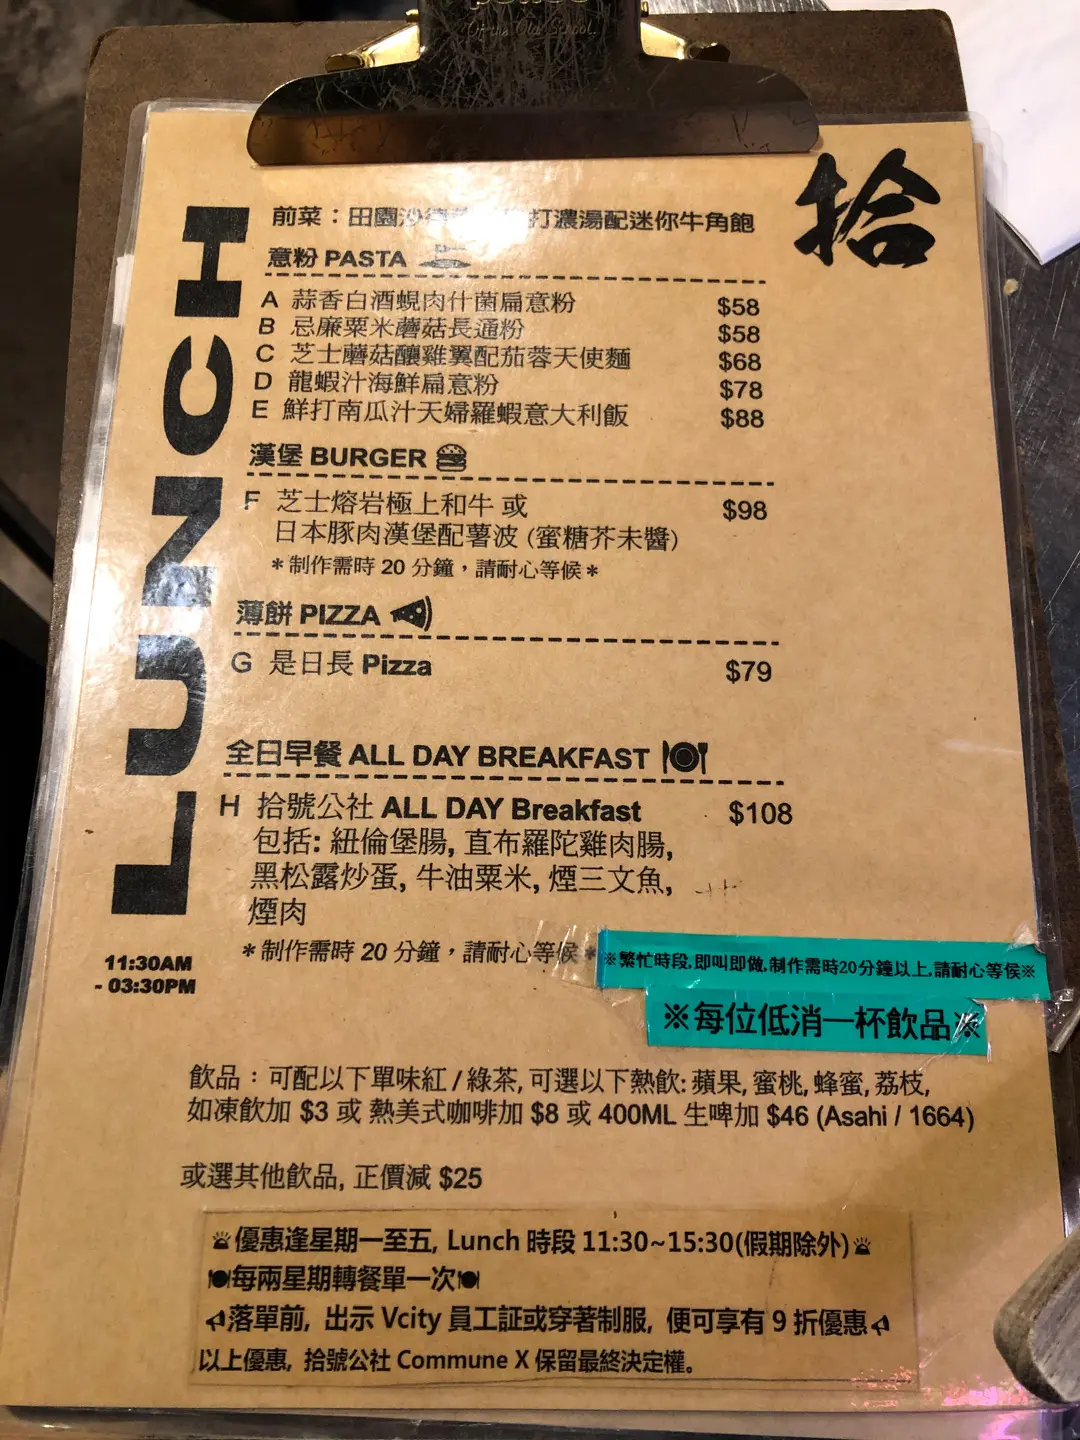 Of the Old School.
拾
LUNCH
前菜：田園沙 打濃湯配迷你牛角飽
意粉 PASTA
A 蒜香白酒蜆肉什菌扁意粉 $58
B 忌廉粟米蘑菇長通粉 $58
C 芝士蘑菇釀雞翼配茄蓉天使麵 $68
D 龍蝦汁海鮮扁意粉 $78
E 鮮打南瓜汁天婦羅蝦意大利飯 $88
漢堡 BURGER
F 芝士熔岩極上和牛 或 $98
日本豚肉漢堡配薯波 (蜜糖芥末醬)
＊制作需時 20 分鐘，請耐心等候＊
薄餅 PIZZA
G 是日長 Pizza $79
全日早餐 ALL DAY BREAKFAST
H 拾號公社 ALL DAY Breakfast $108
包括: 紐倫堡腸, 直布羅陀雞肉腸,
黑松露炒蛋, 牛油粟米, 煙三文魚,
煙肉
＊制作需時 20 分鐘，請耐心等候＊
11:30AM
- 03:30PM
※繁忙時段,即叫即做,制作需時20分鐘以上,請耐心等侯※
※每位低消一杯飲品※
飲品：可配以下單味紅 / 綠茶, 可選以下熱飲: 蘋果, 蜜桃, 蜂蜜, 荔枝,
如凍飲加 $3 或 熱美式咖啡加 $8 或 400ML 生啤加 $46 (Asahi / 1664)
或選其他飲品, 正價減 $25
優惠逢星期一至五, Lunch 時段 11:30~15:30(假期除外)
每兩星期轉餐單一次
落單前, 出示 Vcity 員工証或穿著制服, 便可享有 9 折優惠
以上優惠, 拾號公社 Commune X 保留最終決定權。